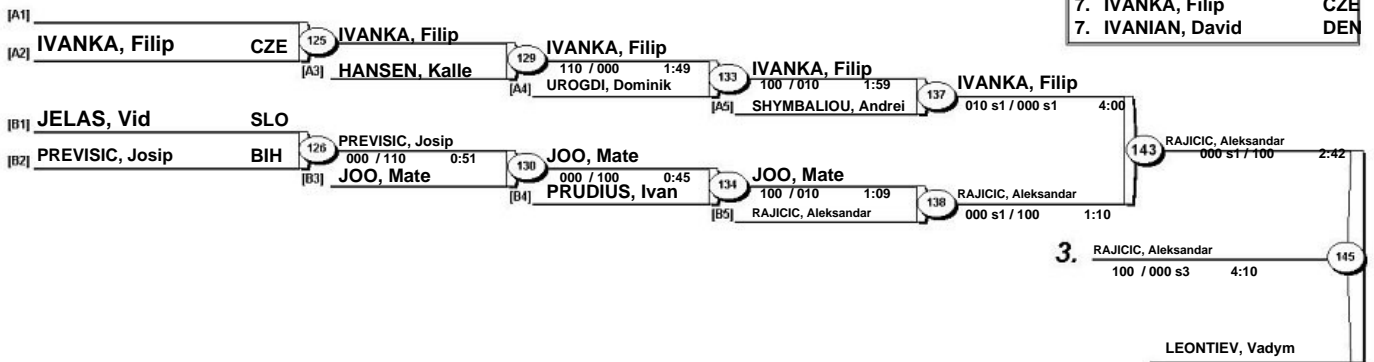 7. IVANKA, Filip CZE
7. IVANIAN, David DEN
[A1]
[A2] IVANKA, Filip CZE
125
IVANKA, Filip
[A3] HANSEN, Kalle
129
IVANKA, Filip
110 / 000 1:49
[A4] UROGDI, Dominik
133
IVANKA, Filip
100 / 010 1:59
[A5] SHYMBALIOU, Andrei
137
IVANKA, Filip
010 s1 / 000 s1 4:00
[B1] JELAS, Vid SLO
[B2] PREVISIC, Josip BIH
126
PREVISIC, Josip
000 / 110 0:51
[B3] JOO, Mate
130
JOO, Mate
000 / 100 0:45
[B4] PRUDIUS, Ivan
134
JOO, Mate
100 / 010 1:09
[B5] RAJICIC, Aleksandar
138
RAJICIC, Aleksandar
000 s1 / 100 1:10
143
RAJICIC, Aleksandar
000 s1 / 100 2:42
3. RAJICIC, Aleksandar
100 / 000 s3 4:10
145
LEONTIEV, Vadym